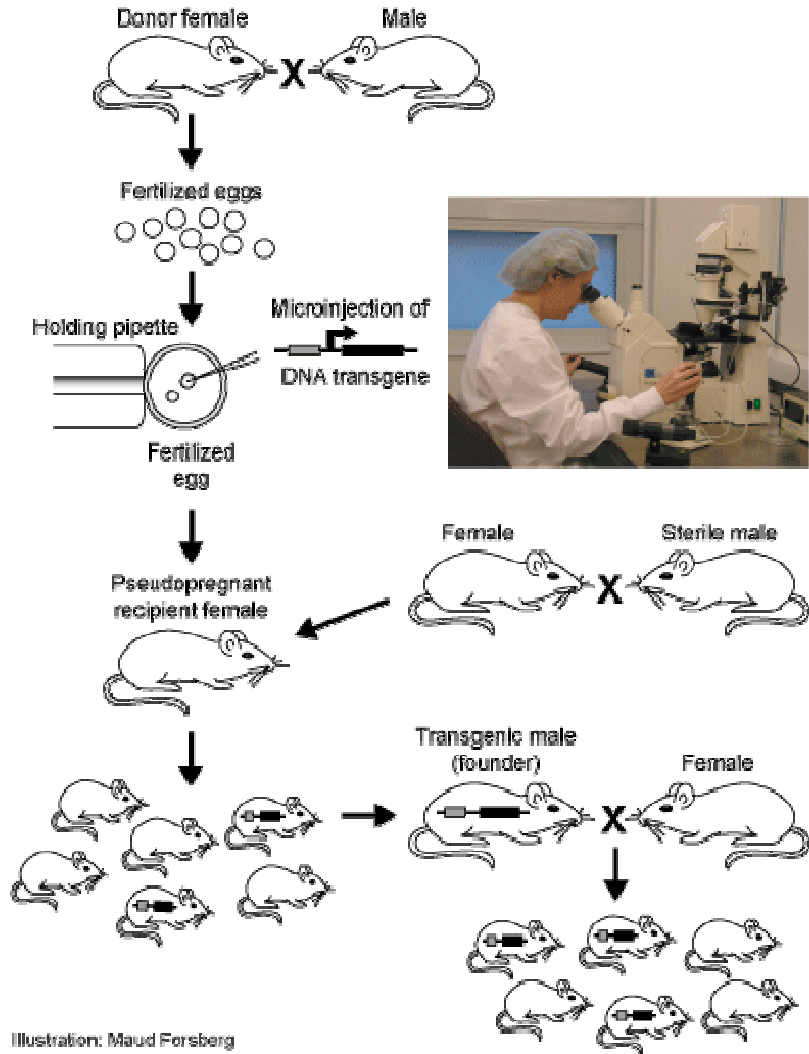 Donor female
Male
X
Fertilized eggs
Microinjection of
Holding pipette
DNA transgene
Fertilized
egg
Female
Sterile male
X
Pseudopregnant
recipient female
Transgenic male
(founder)
Female
X
Illustration: Maud Forsberg